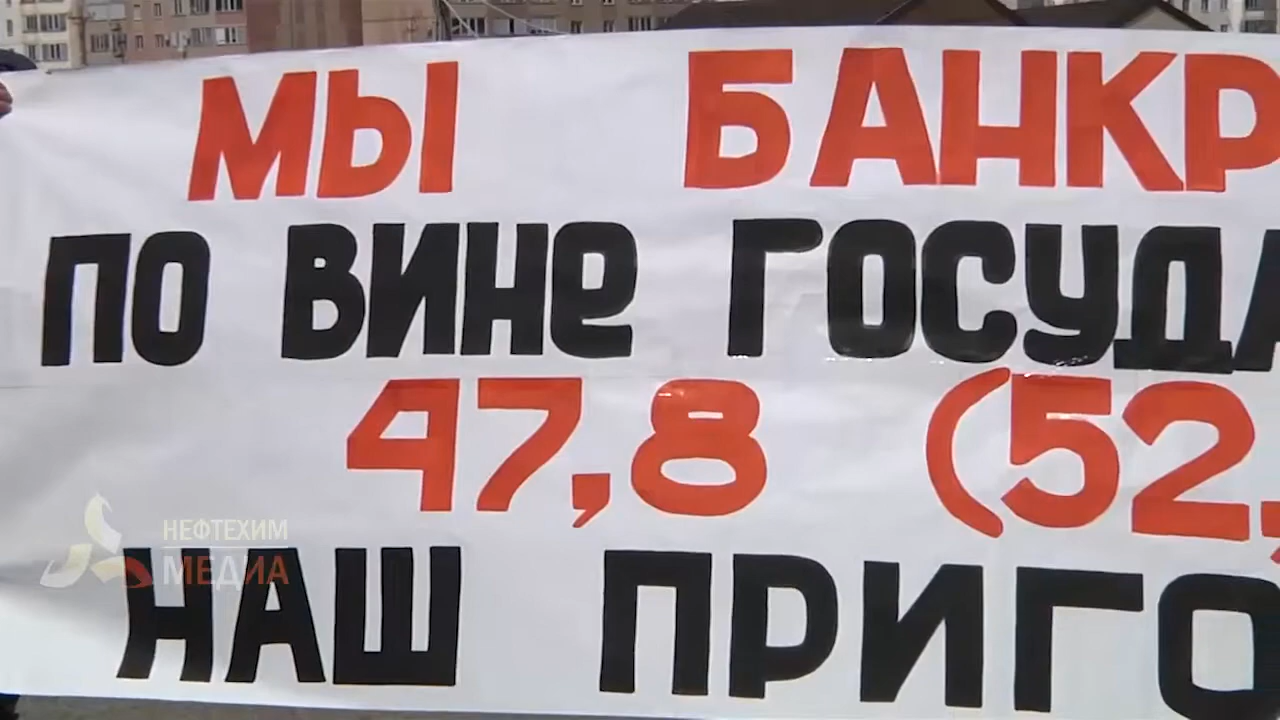 МЫ БАНКР
ПО ВИНЕ ГОСУДА
47,8 (52,
НАШ ПРИГО
НЕФТЕХИМ
МЕДИА